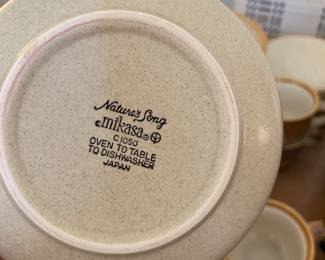 Nature's Song
©mikasa®
C1050
OVEN TO TABLE
TO DISHWASHER
JAPAN